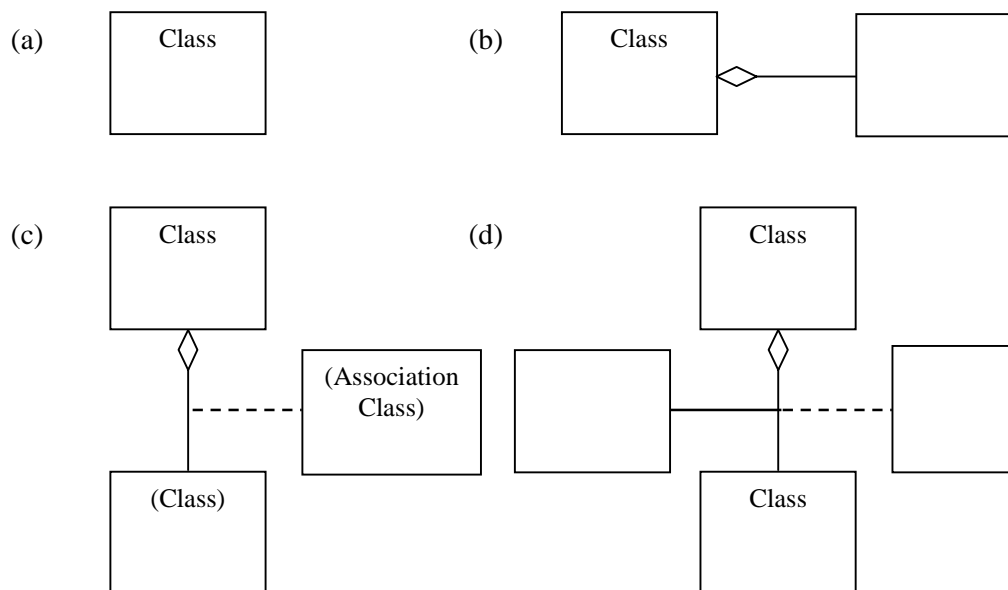 (a)
Class
(b)
Class
(c)
Class
(Association
Class)
(Class)
(d)
Class
Class